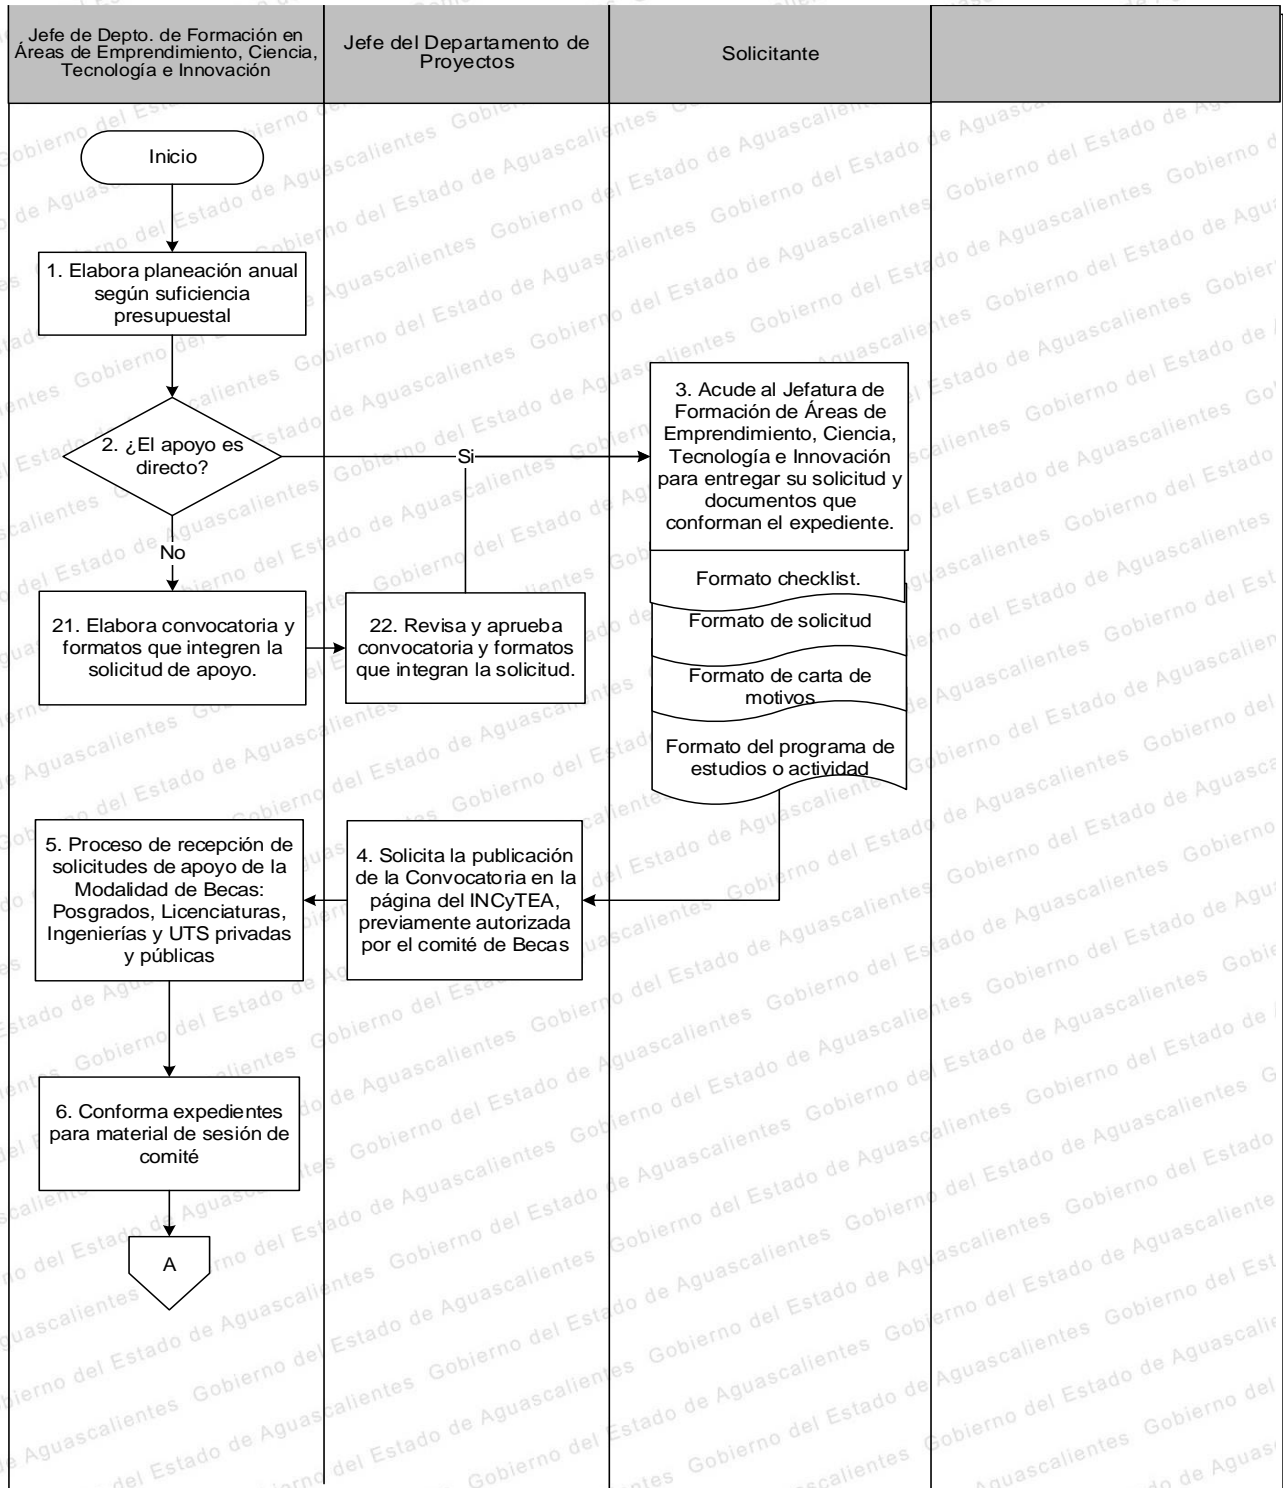 Jefe de Depto. de Formación en
Áreas de Emprendimiento, Ciencia,
Tecnología e Innovación
Jefe del Departamento de
Proyectos
Solicitante
Inicio
1. Elabora planeación anual
según suficiencia
presupuestal
2. ¿El apoyo es
directo?
Si
No
3. Acude al Jefatura de
Formación de Áreas de
Emprendimiento, Ciencia,
Tecnología e Innovación
para entregar su solicitud y
documentos que
conforman el expediente.
Formato checklist.
Formato de solicitud
Formato de carta de
motivos
Formato del programa de
estudios o actividad
21. Elabora convocatoria y
formatos que integren la
solicitud de apoyo.
22. Revisa y aprueba
convocatoria y formatos
que integran la solicitud.
5. Proceso de recepción de
solicitudes de apoyo de la
Modalidad de Becas:
Posgrados, Licenciaturas,
Ingenierías y UTS privadas
y públicas
4. Solicita la publicación
de la Convocatoria en la
página del INCyTEA,
previamente autorizada
por el comité de Becas
6. Conforma expedientes
para material de sesión de
comité
A
Gobierno del Estado de Aguascalientes